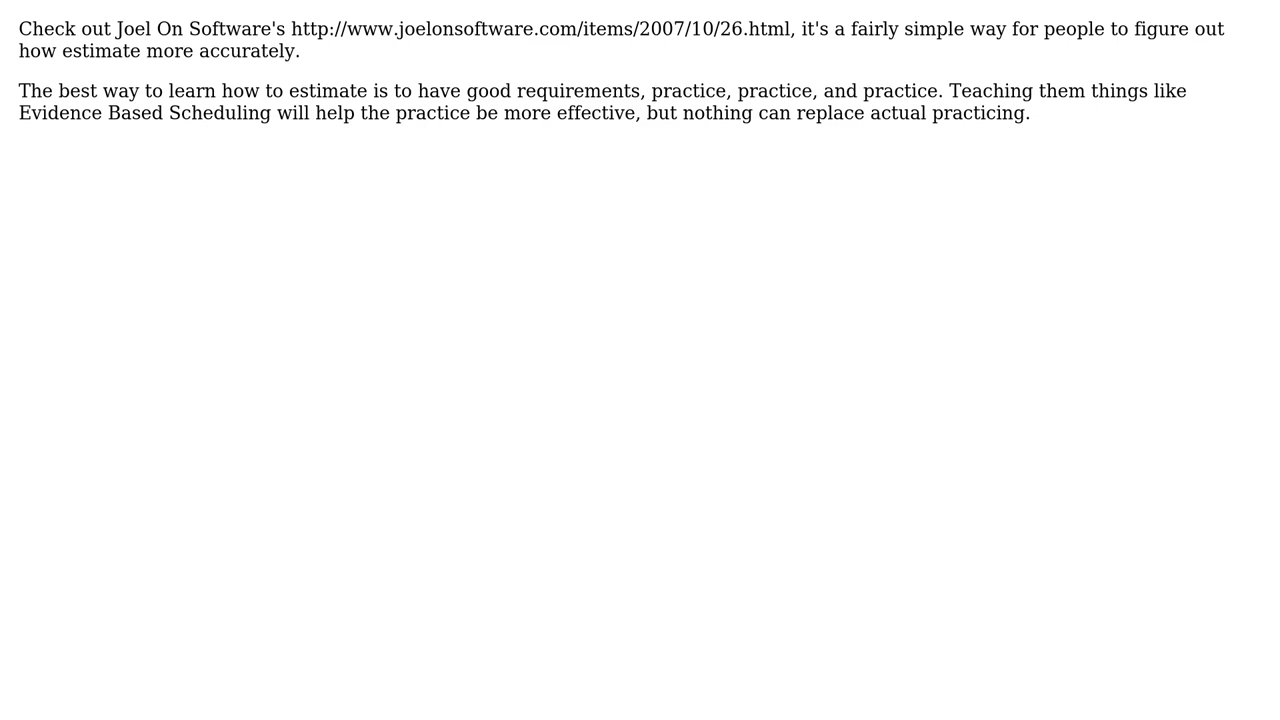 Check out Joel On Software's http://www.joelonsoftware.com/items/2007/10/26.html, it's a fairly simple way for people to figure out
how estimate more accurately.
The best way to learn how to estimate is to have good requirements, practice, practice, and practice. Teaching them things like
Evidence Based Scheduling will help the practice be more effective, but nothing can replace actual practicing.